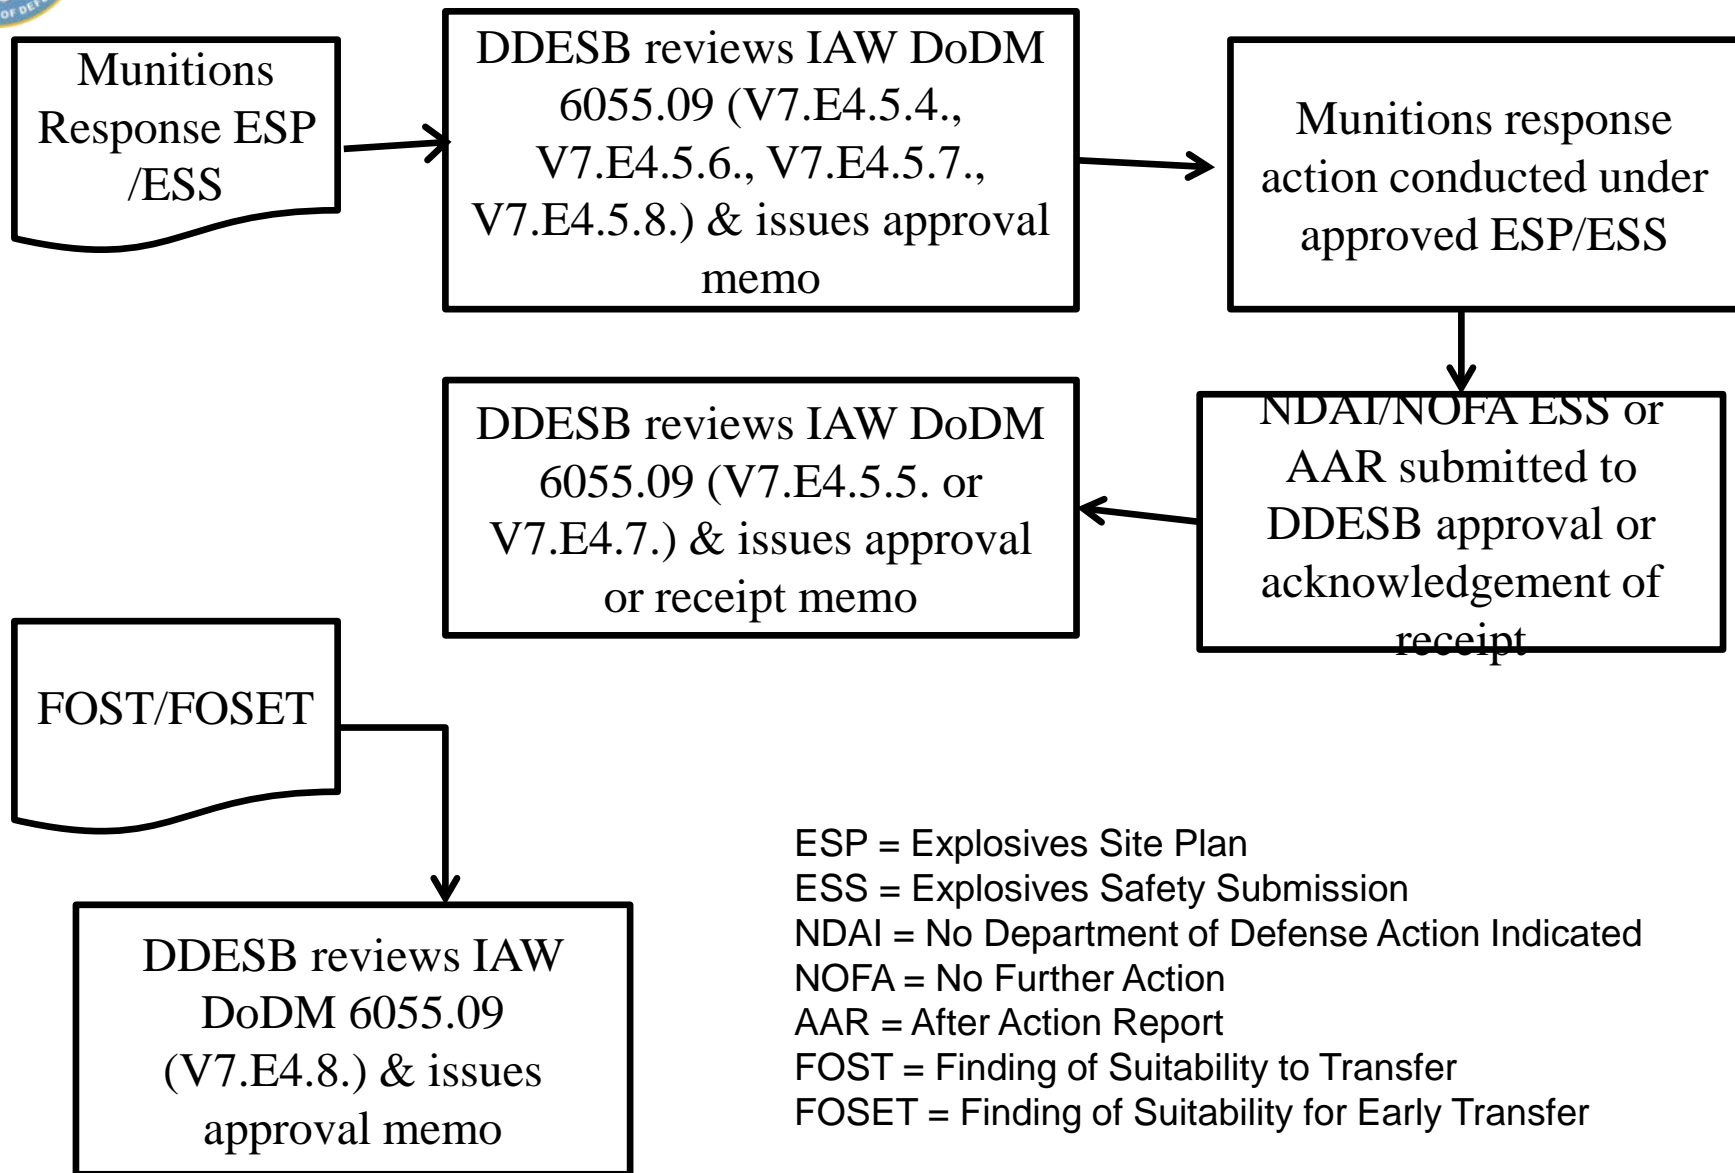 OF DEF
Munitions
Response ESP
/ESS
DDESB reviews IAW DoDM
6055.09 (V7.E4.5.4.,
V7.E4.5.6., V7.E4.5.7.,
V7.E4.5.8.) & issues approval
memo
Munitions response
action conducted under
approved ESP/ESS
NDAI/NOFA ESS or
AAR submitted to
DDESB approval or
acknowledgement of
receipt
DDESB reviews IAW DoDM
6055.09 (V7.E4.5.5. or
V7.E4.7.) & issues approval
or receipt memo
FOST/FOSET
DDESB reviews IAW
DoDM 6055.09
(V7.E4.8.) & issues
approval memo
ESP = Explosives Site Plan
ESS = Explosives Safety Submission
NDAI = No Department of Defense Action Indicated
NOFA = No Further Action
AAR = After Action Report
FOST = Finding of Suitability to Transfer
FOSET = Finding of Suitability for Early Transfer